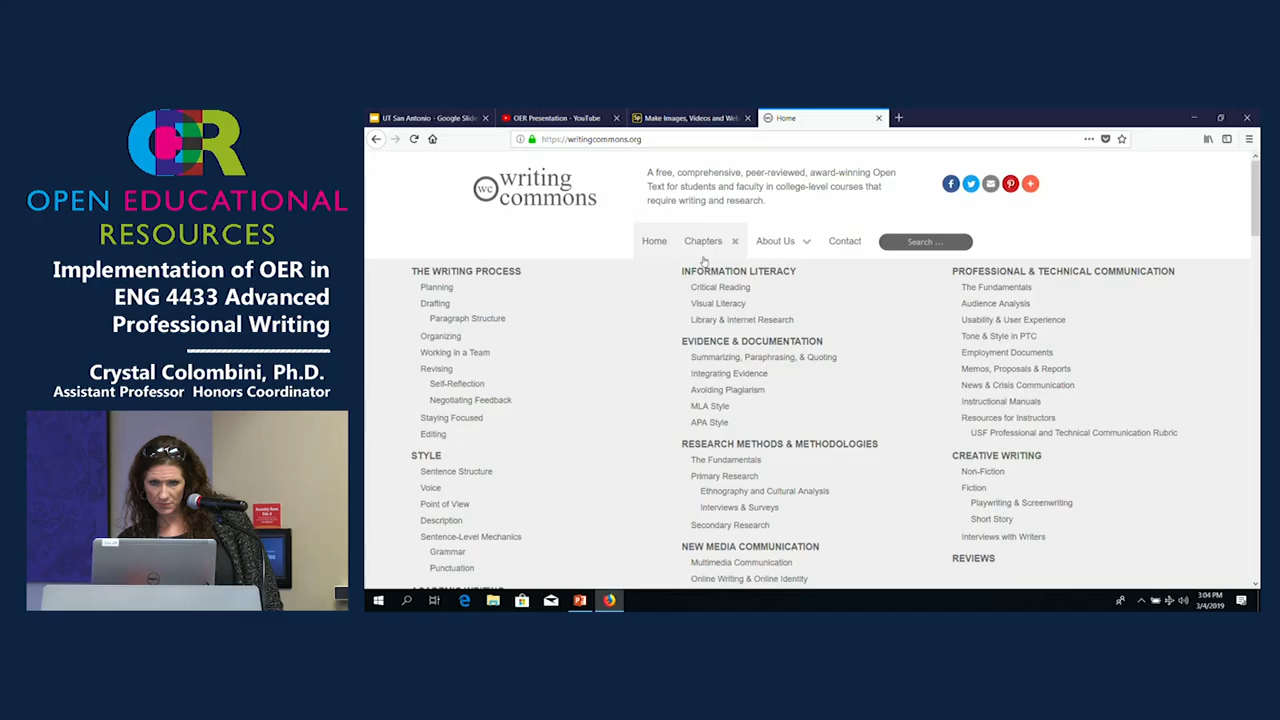 OER
OPEN EDUCATIONAL
RESOURCES
Implementation of OER in
ENG 4433 Advanced
Professional Writing
Crystal Colombini, Ph.D.
Assistant Professor Honors Coordinator
UT San Antonio - Google Slide
OER Presentation - YouTube
Make Images, Videos and Web
Home
https://writingcommons.org
wc writing
commons
A free, comprehensive, peer-reviewed, award-winning Open
Text for students and faculty in college-level courses that
require writing and research.
Home
Chapters
About Us
Contact
Search ...
THE WRITING PROCESS
Planning
Drafting
Paragraph Structure
Organizing
Working in a Team
Revising
Self-Reflection
Negotiating Feedback
Staying Focused
Editing
STYLE
Sentence Structure
Voice
Point of View
Description
Sentence-Level Mechanics
Grammar
Punctuation
INFORMATION LITERACY
Critical Reading
Visual Literacy
Library & Internet Research
EVIDENCE & DOCUMENTATION
Summarizing, Paraphrasing, & Quoting
Integrating Evidence
Avoiding Plagiarism
MLA Style
APA Style
RESEARCH METHODS & METHODOLOGIES
The Fundamentals
Primary Research
Ethnography and Cultural Analysis
Interviews & Surveys
Secondary Research
NEW MEDIA COMMUNICATION
Multimedia Communication
Online Writing & Online Identity
PROFESSIONAL & TECHNICAL COMMUNICATION
The Fundamentals
Audience Analysis
Usability & User Experience
Tone & Style in PTC
Employment Documents
Memos, Proposals & Reports
News & Crisis Communication
Instructional Manuals
Resources for Instructors
USF Professional and Technical Communication Rubric
CREATIVE WRITING
Non-Fiction
Fiction
Playwriting & Screenwriting
Short Story
Interviews with Writers
REVIEWS
3:04 PM
3/4/2019